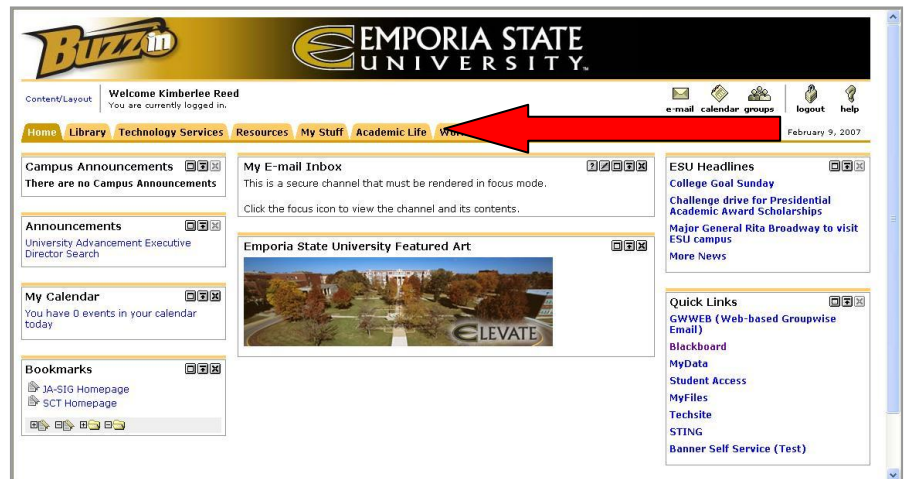 Buzzin
EMPORIA STATE
UNIVERSITY
Content/Layout
Welcome Kimberlee Reed
You are currently logged in.
e-mail calendar groups logout help
Home Library Technology Services Resources My Stuff Academic Life
February 9, 2007
Campus Announcements
There are no Campus Announcements
Announcements
University Advancement Executive
Director Search
My Calendar
You have 0 events in your calendar
today
Bookmarks
JA-SIG Homepage
SCT Homepage
My E-mail Inbox
This is a secure channel that must be rendered in focus mode.
Click the focus icon to view the channel and its contents.
Emporia State University Featured Art
ELEVATE
ESU Headlines
College Goal Sunday
Challenge drive for Presidential
Academic Award Scholarships
Major General Rita Broadway to visit
ESU campus
More News
Quick Links
GWWEB (Web-based Groupwise
Email)
Blackboard
MyData
Student Access
MyFiles
Techsite
STING
Banner Self Service (Test)